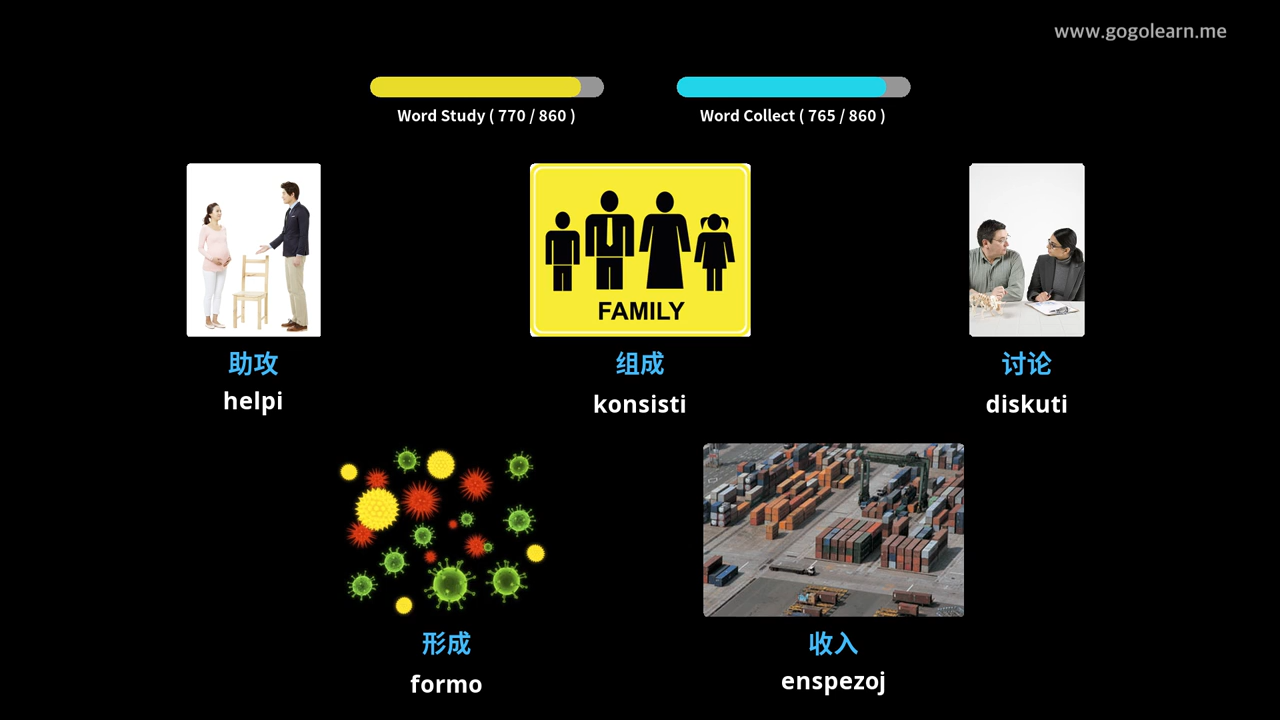 www.gogolearn.me
Word Study ( 770 / 860 )
Word Collect ( 765 / 860 )
FAMILY
助攻
组成
讨论
helpi
konsisti
diskuti
形成
收入
formo
enspezoj